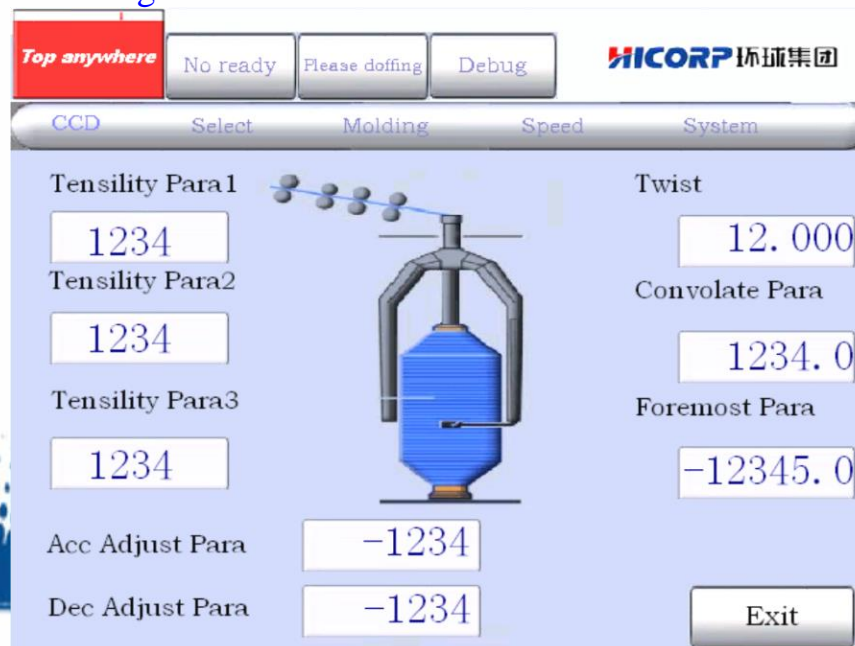 Top anywhere
No ready
Please doffing
Debug
HICORP环球集团
CCD Select Molding Speed System
Tensility Para1
1234
Tensility Para2
1234
Tensility Para3
1234
Twist
12.000
Convolate Para
1234.0
Foremost Para
-12345.0
Acc Adjust Para -1234
Dec Adjust Para -1234
Exit